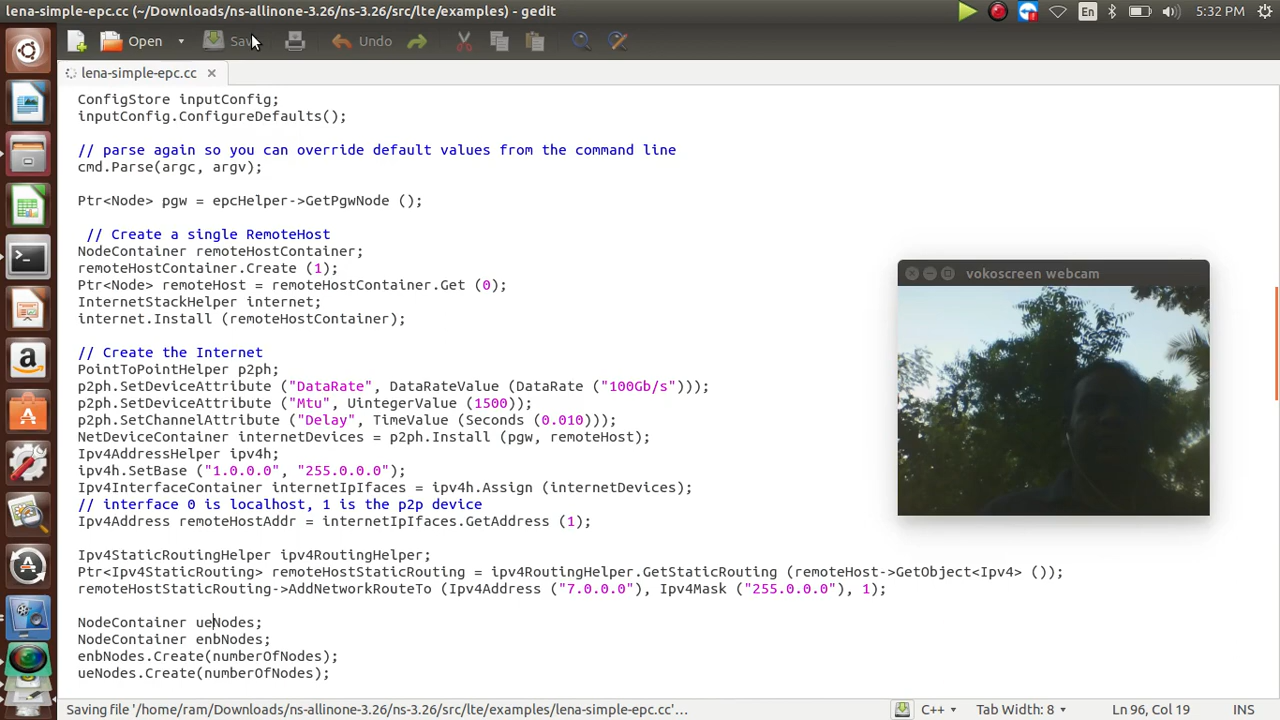 lena-simple-epc.cc (~/Downloads/ns-allinone-3.26/ns-3.26/src/lte/examples) - gedit
En
5:32 PM
Open
Save
Undo
lena-simple-epc.cc
ConfigStore inputConfig;
inputConfig.ConfigureDefaults();
// parse again so you can override default values from the command line
cmd.Parse(argc, argv);
Ptr<Node> pgw = epcHelper->GetPgwNode ();
// Create a single RemoteHost
NodeContainer remoteHostContainer;
remoteHostContainer.Create (1);
Ptr<Node> remoteHost = remoteHostContainer.Get (0);
InternetStackHelper internet;
internet.Install (remoteHostContainer);
// Create the Internet
PointToPointHelper p2ph;
p2ph.SetDeviceAttribute ("DataRate", DataRateValue (DataRate ("100Gb/s")));
p2ph.SetDeviceAttribute ("Mtu", UintegerValue (1500));
p2ph.SetChannelAttribute ("Delay", TimeValue (Seconds (0.010)));
NetDeviceContainer internetDevices = p2ph.Install (pgw, remoteHost);
Ipv4AddressHelper ipv4h;
ipv4h.SetBase ("1.0.0.0", "255.0.0.0");
Ipv4InterfaceContainer internetIpIfaces = ipv4h.Assign (internetDevices);
// interface 0 is localhost, 1 is the p2p device
Ipv4Address remoteHostAddr = internetIpIfaces.GetAddress (1);
Ipv4StaticRoutingHelper ipv4RoutingHelper;
Ptr<Ipv4StaticRouting> remoteHostStaticRouting = ipv4RoutingHelper.GetStaticRouting (remoteHost->GetObject<Ipv4> ());
remoteHostStaticRouting->AddNetworkRouteTo (Ipv4Address ("7.0.0.0"), Ipv4Mask ("255.0.0.0"), 1);
NodeContainer ueNodes;
NodeContainer enbNodes;
enbNodes.Create(numberOfNodes);
ueNodes.Create(numberOfNodes);
vokoscreen webcam
Saving file '/home/ram/Downloads/ns-allinone-3.26/ns-3.26/src/lte/examples/lena-simple-epc.cc'…
C++
Tab Width: 8
Ln 96, Col 19
INS